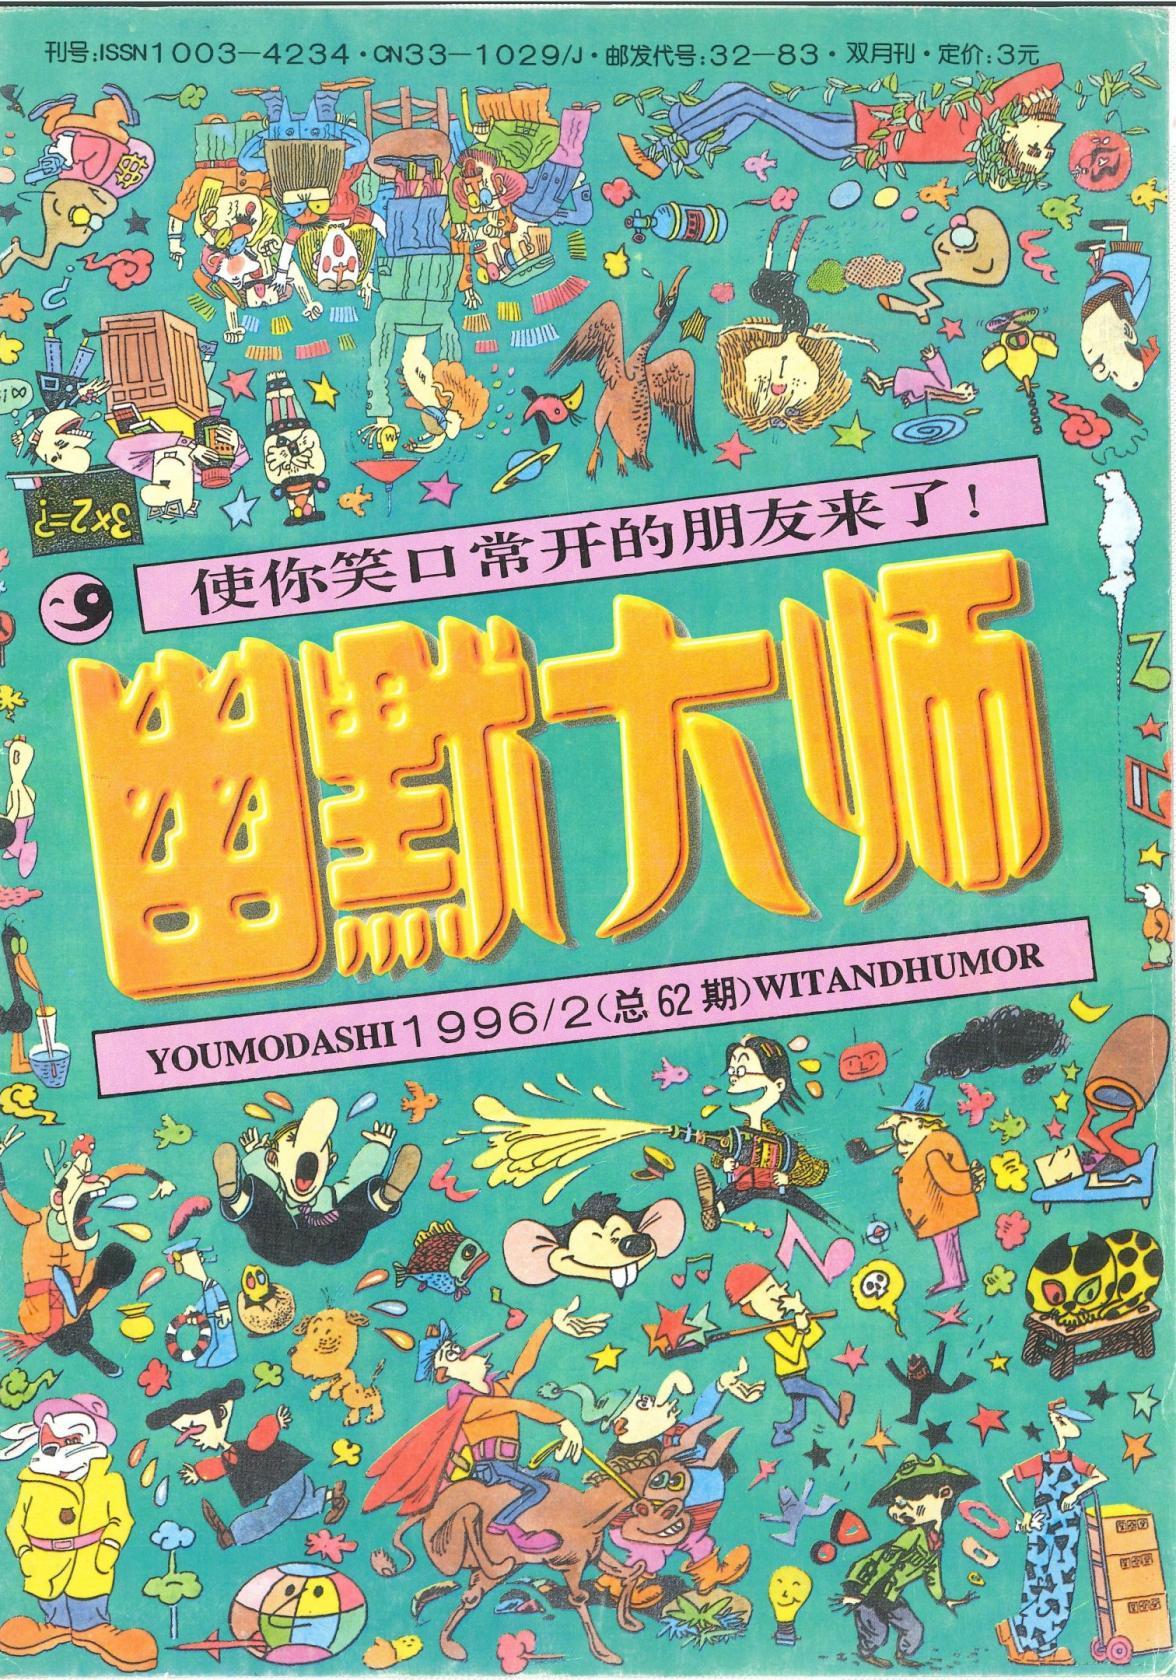 刊号:ISSN1003—4234·CN33—1029/J·邮发代号:32—83·双月刊·定价:3元
3×2=?
使你笑口常开的朋友来了!
幽默大师
YOUMODASHI1996/2(总62期)WITANDHUMOR